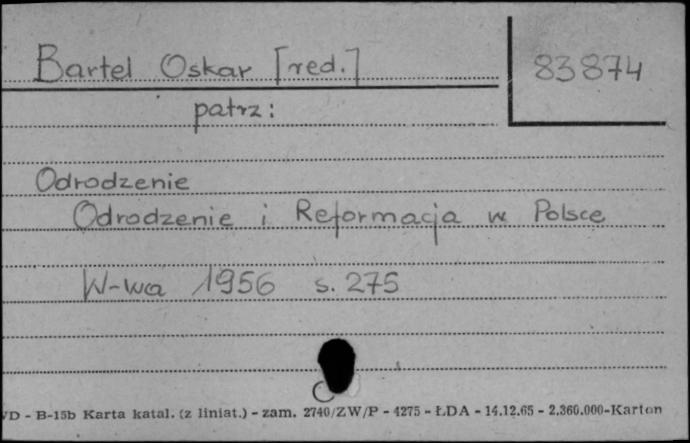 Bartel Oskar [red.]
83874
patrz:
Odrodzenie
Odrodzenie i Reformacja w Polsce
W-wa 1956 s. 275
VD - B-15b Karta katal. (z liniat.) - zam. 2740/ZW/P - 4275 - ŁDA - 14.12.65 - 2.360.000-Karton